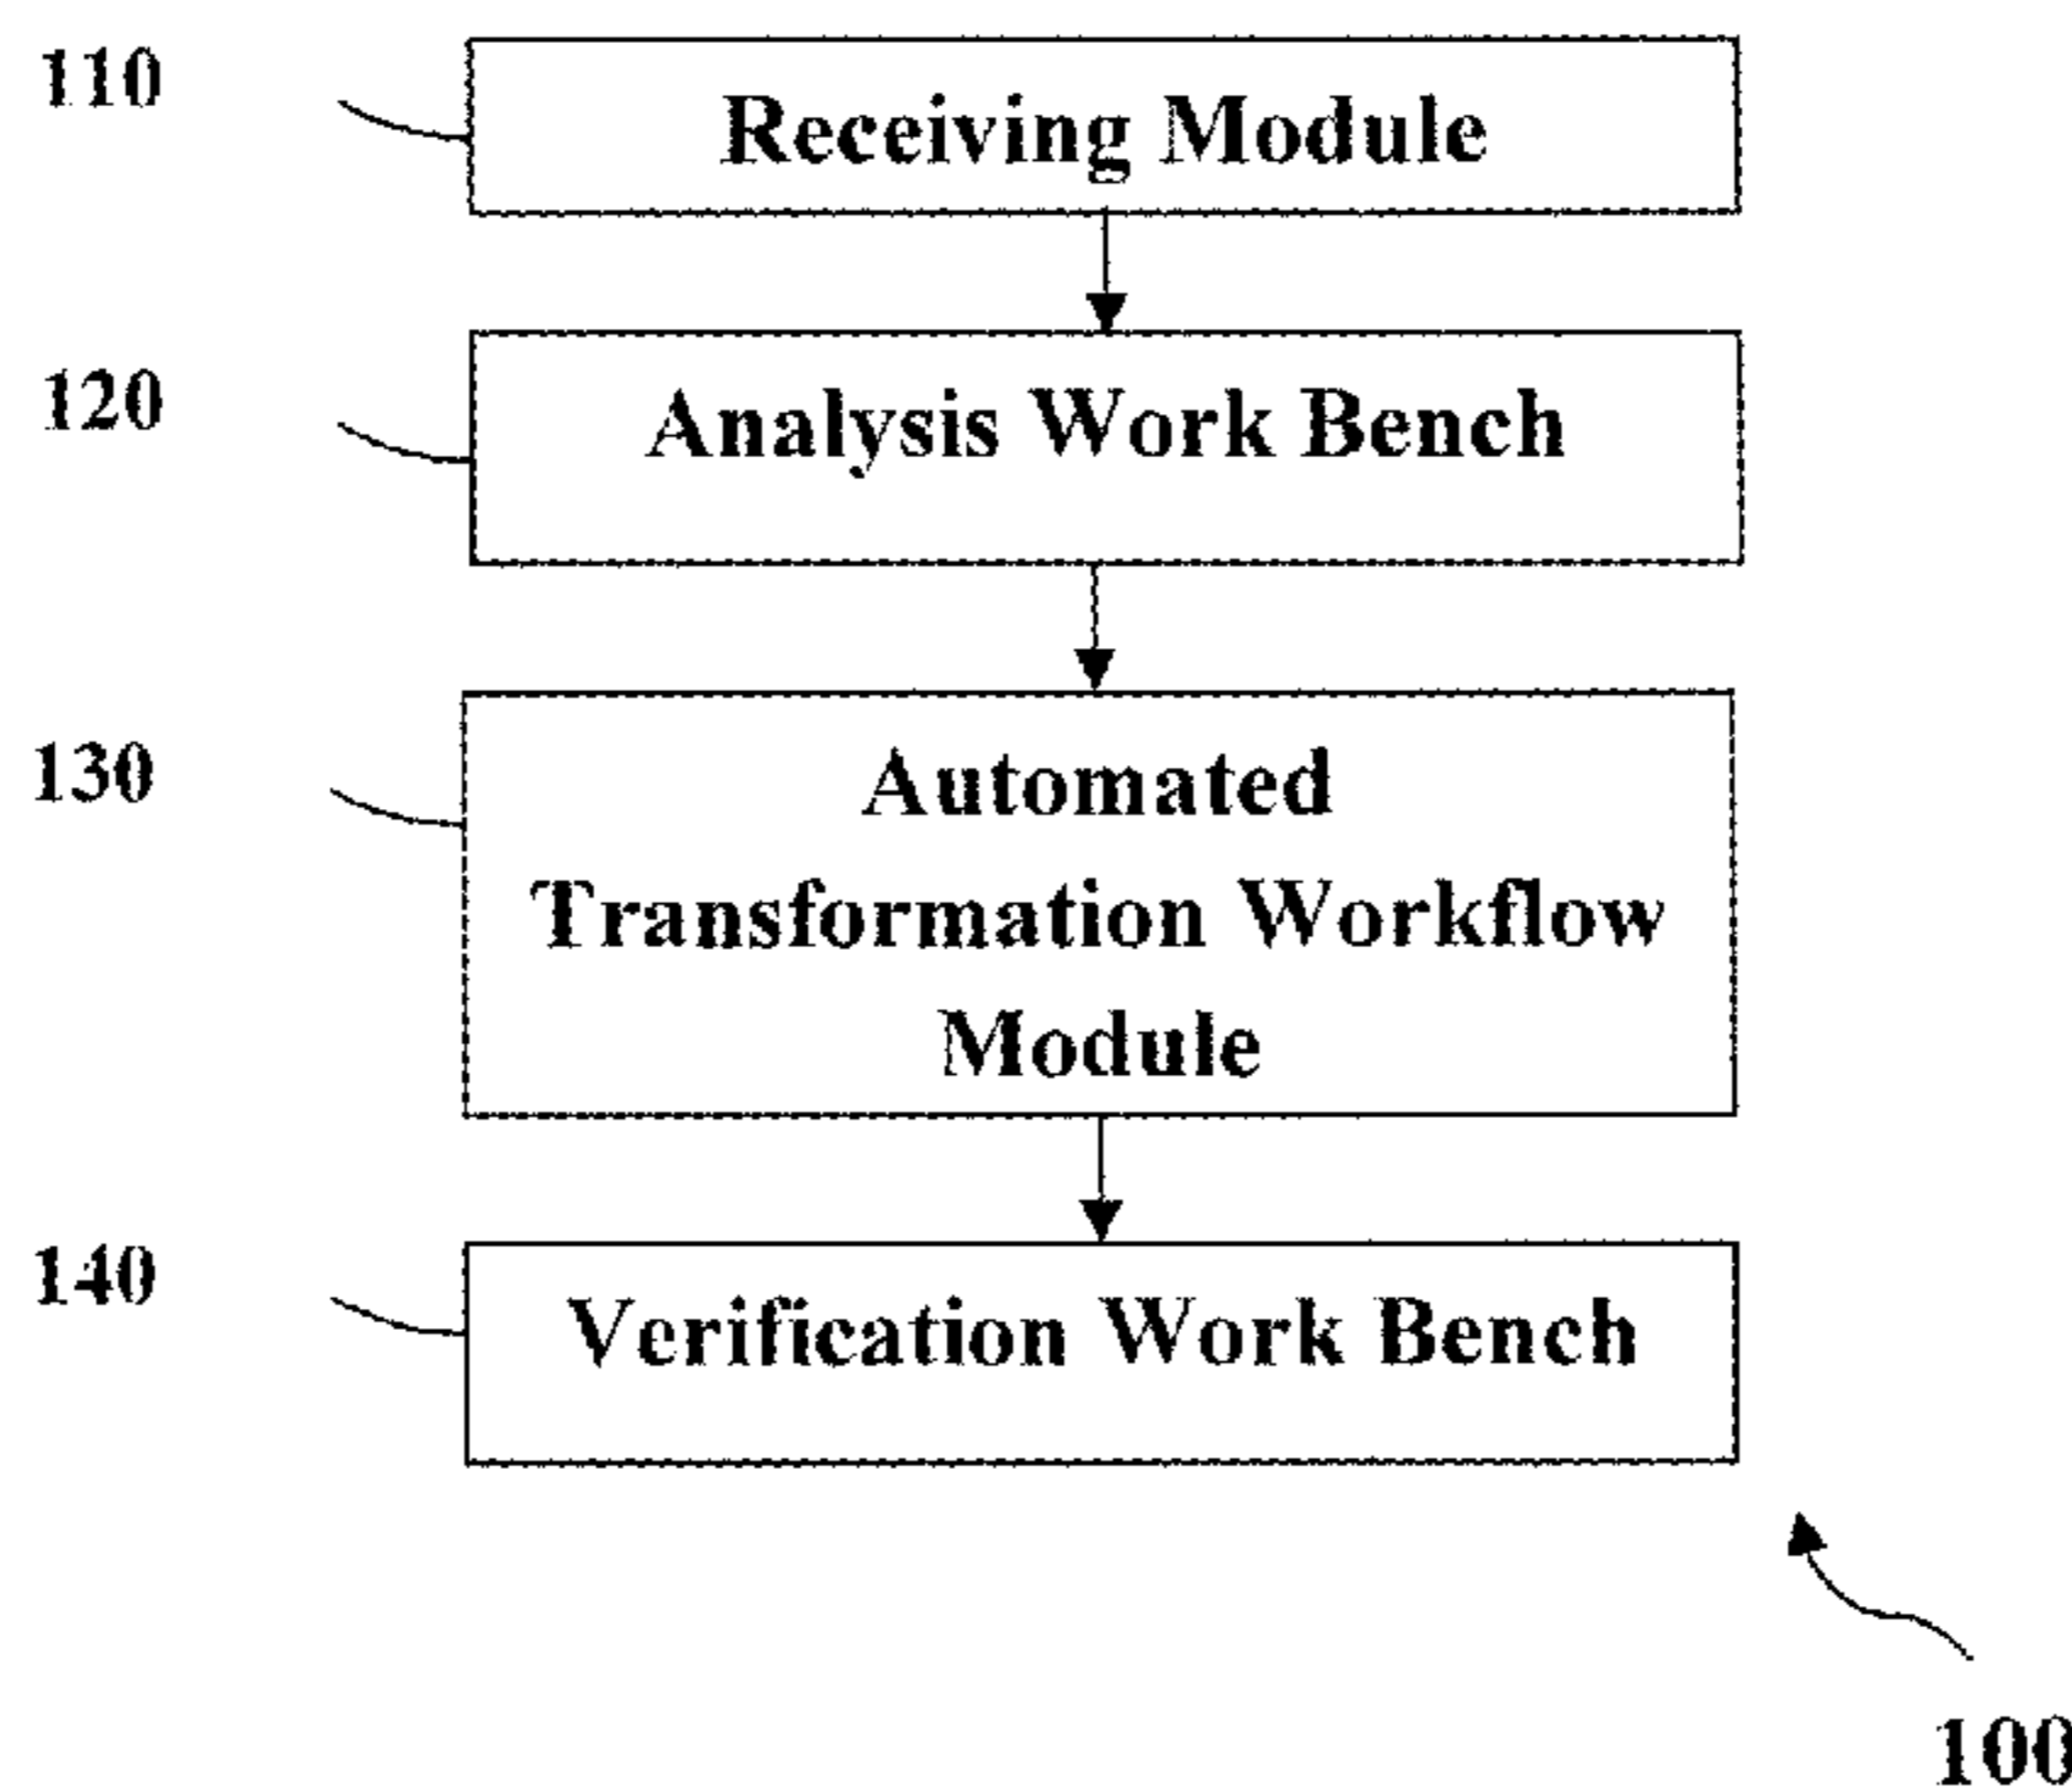 110
Receiving Module
120
Analysis Work Bench
130
Automated
Transformation Workflow
Module
140
Verification Work Bench
100